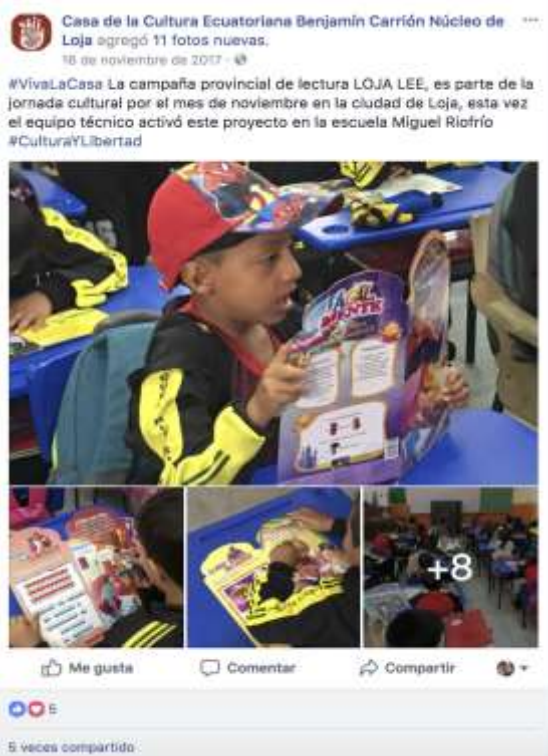 Casa de la Cultura Ecuatoriana Benjamín Carrión Núcleo de
Loja agregó 11 fotos nuevas.
16 de noviembre de 2017
#VivaLaCasa La campaña provincial de lectura LOJA LEE, es parte de la
jornada cultural por el mes de noviembre en la ciudad de Loja, esta vez
el equipo técnico activó este proyecto en la escuela Miguel Riofrío
#CulturaYLibertad
+8
Me gusta
Comentar
Compartir
5
5 veces compartido